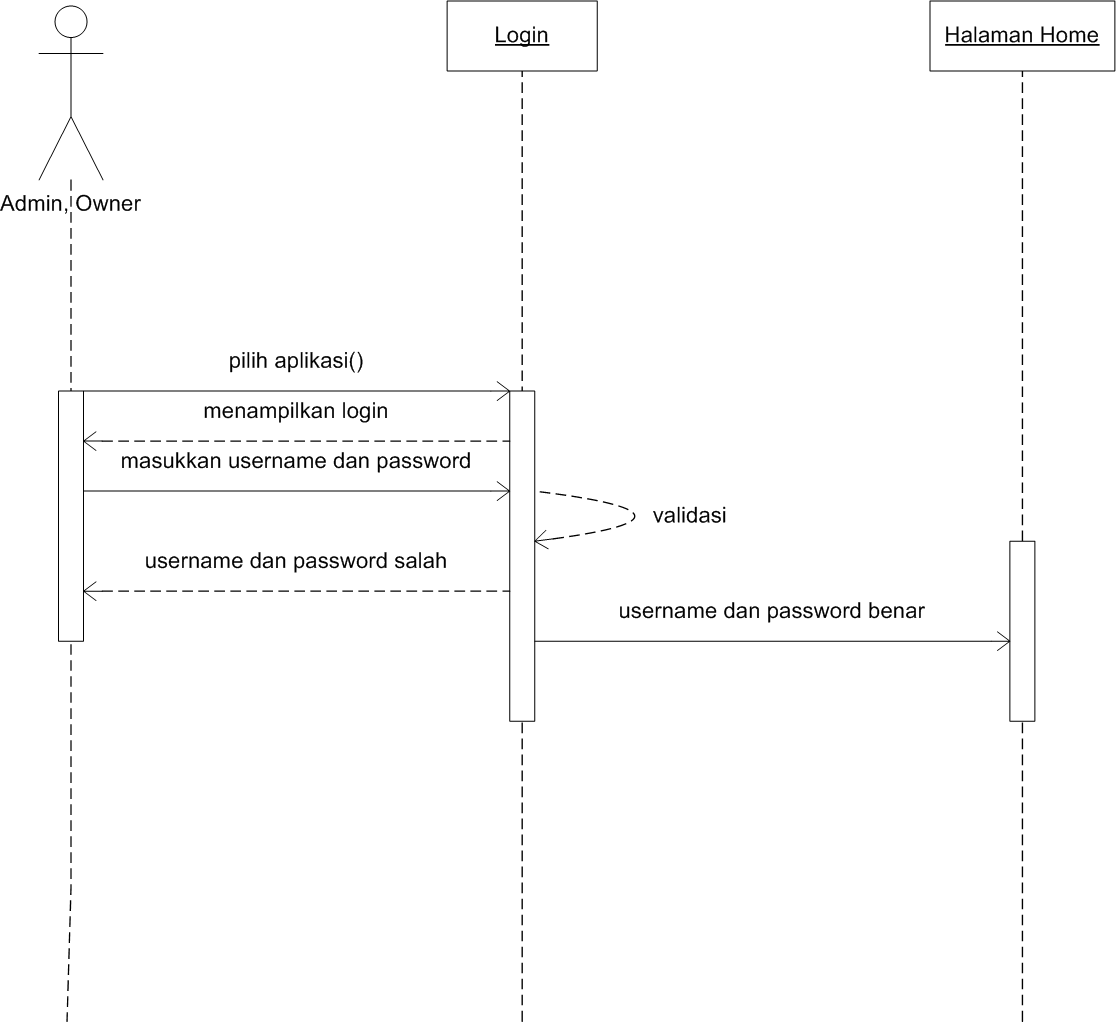 Login
Halaman Home
Admin, Owner
pilih aplikasi()
menampilkan login
masukkan username dan password
validasi
username dan password salah
username dan password benar